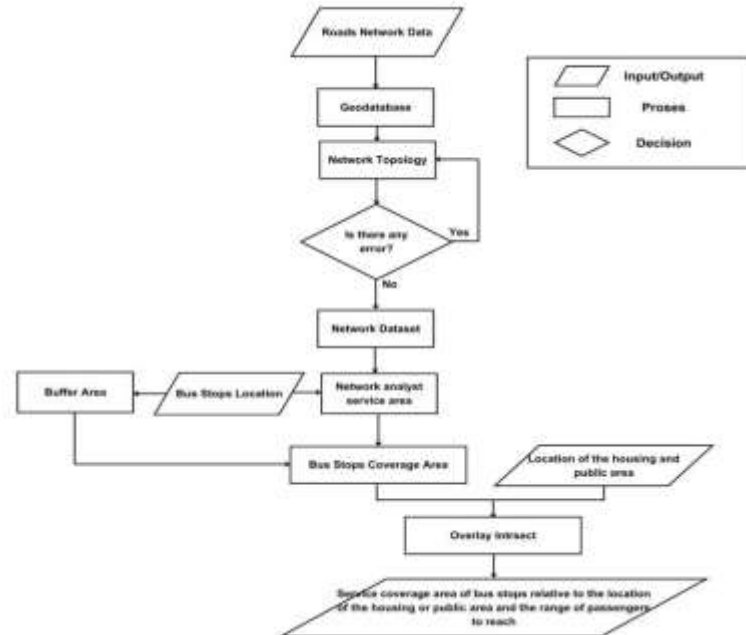 Roads Network Data
Input/Output
Geodatabase
Proses
Network Topology
Decision
Is there any
error?
Yes
No
Network Dataset
Buffer Area
Bus Stops Location
Network analyst
service area
Bus Stops Coverage Area
Location of the housing and
public area
Overlay Intrsect
Service coverage area of bus stops relative to the location
of the housing or public area and the range of passengers
to reach